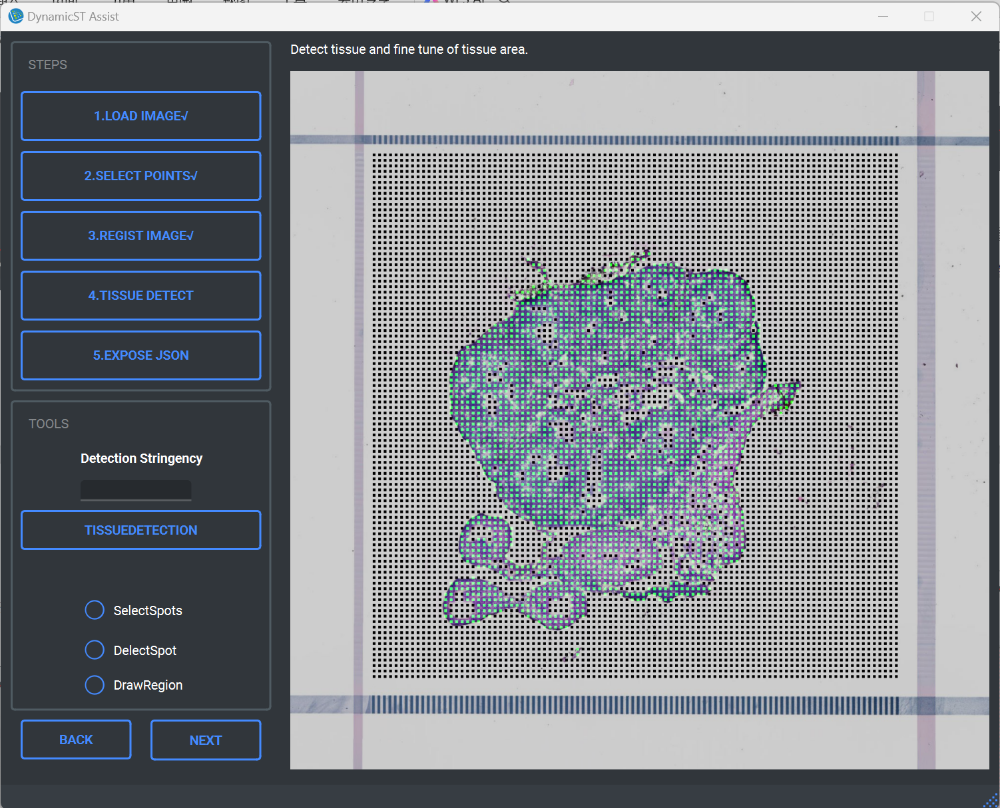 DynamicST Assist
STEPS
1.LOAD IMAGE√
2.SELECT POINTS√
3.REGIST IMAGE√
4.TISSUE DETECT
5.EXPOSE JSON
TOOLS
Detection Stringency
TISSUEDETECTION
SelectSpots
DelectSpot
DrawRegion
BACK
NEXT
Detect tissue and fine tune of tissue area.